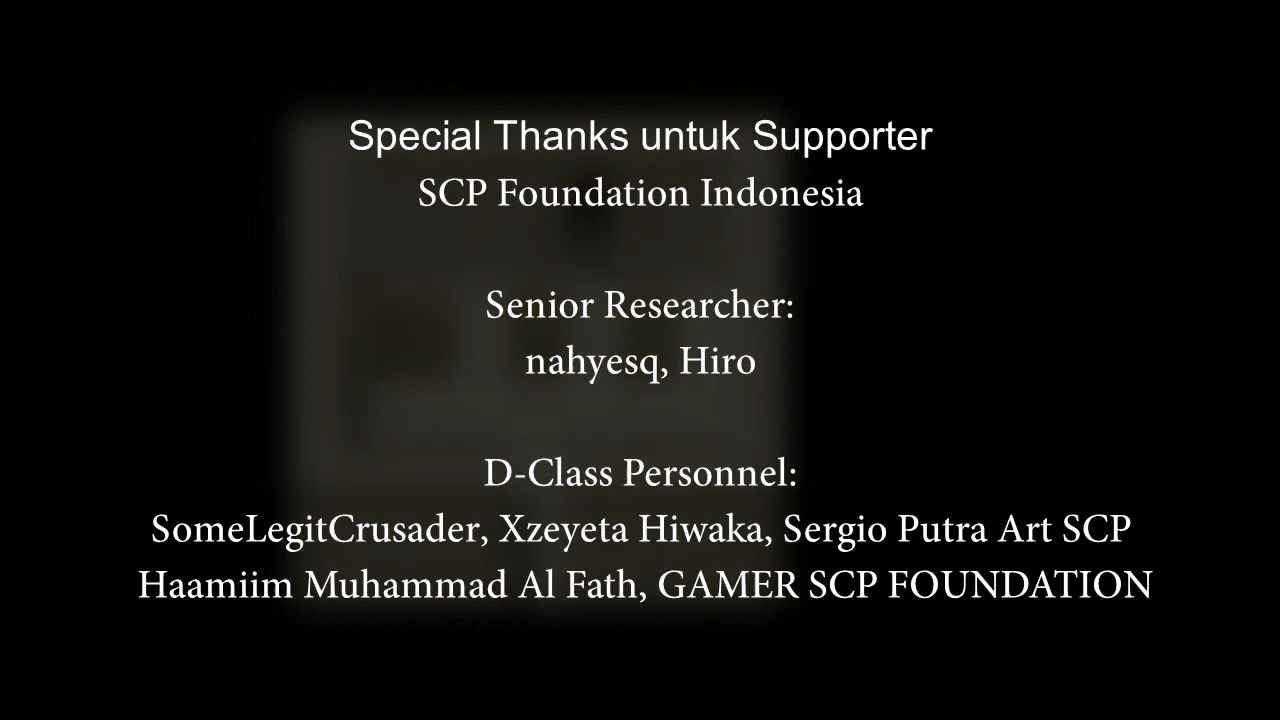 Special Thanks untuk Supporter
SCP Foundation Indonesia
Senior Researcher:
nahyesq, Hiro
D-Class Personnel:
SomeLegitCrusader, Xzeyeta Hiwaka, Sergio Putra Art SCP
Haamiim Muhammad Al Fath, GAMER SCP FOUNDATION